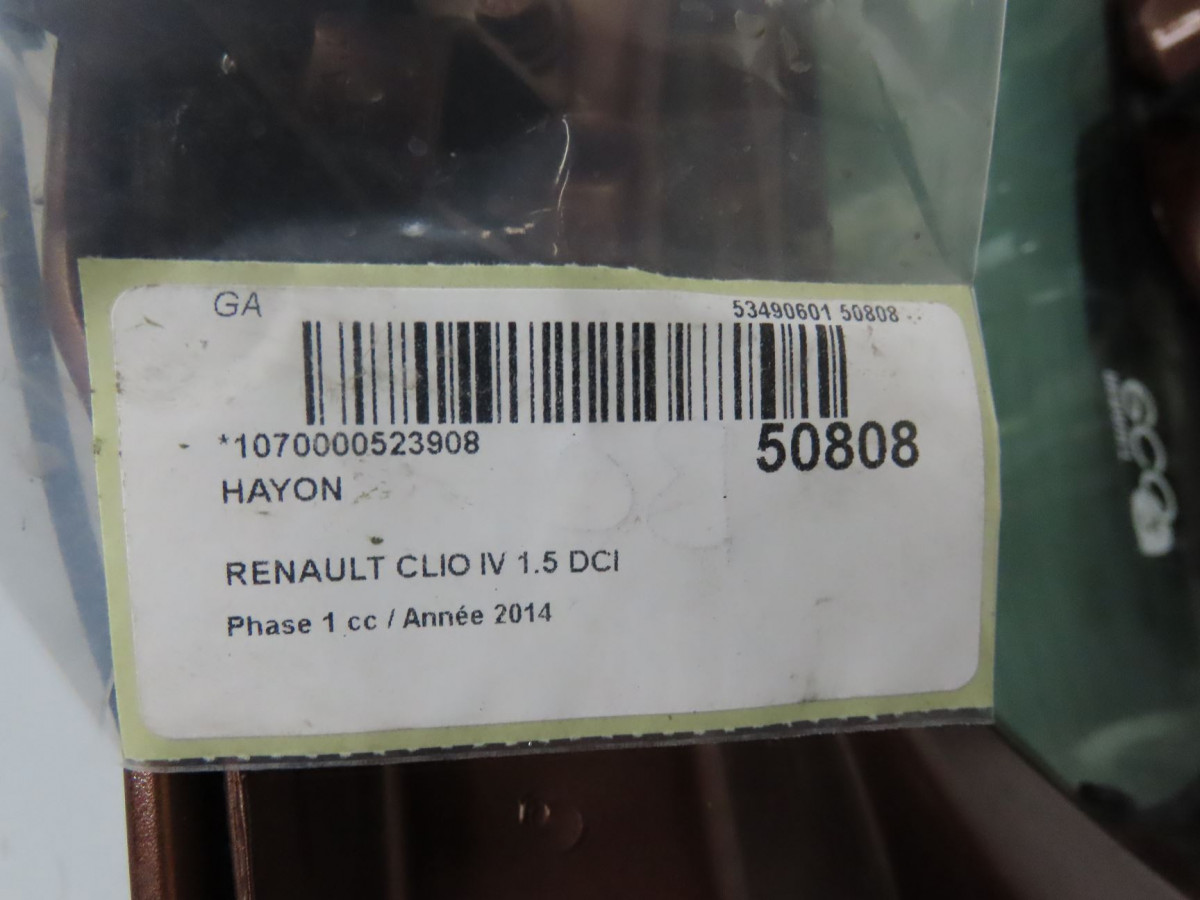 GA
53490601 50808
*1070000523908
50808
HAYON
RENAULT CLIO IV 1.5 DCI
Phase 1 cc / Année 2014